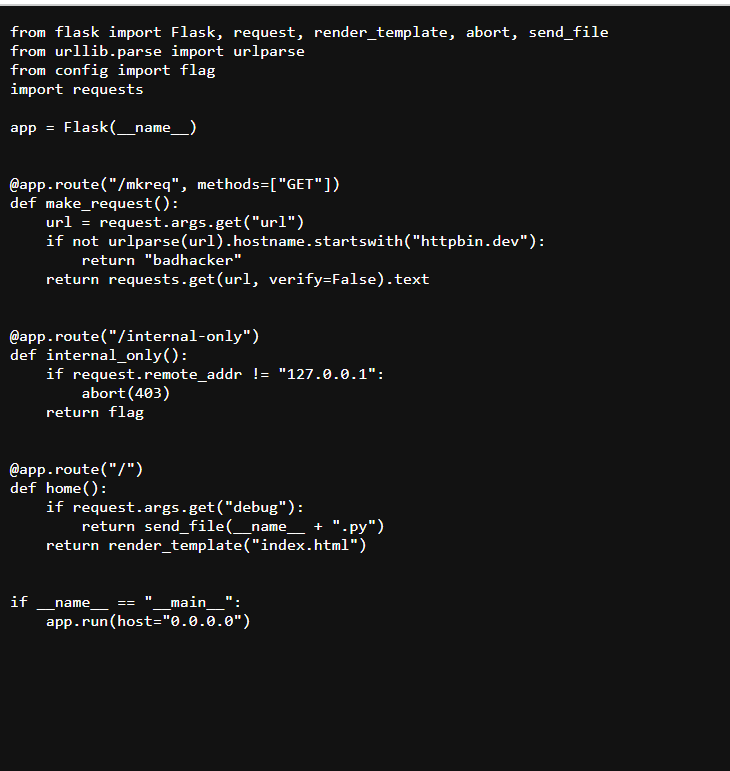 from flask import Flask, request, render_template, abort, send_file
from urllib.parse import urlparse
from config import flag
import requests

app = Flask(__name__)


@app.route("/mkreq", methods=["GET"])
def make_request():
    url = request.args.get("url")
    if not urlparse(url).hostname.startswith("httpbin.dev"):
        return "badhacker"
    return requests.get(url, verify=False).text


@app.route("/internal-only")
def internal_only():
    if request.remote_addr != "127.0.0.1":
        abort(403)
    return flag


@app.route("/")
def home():
    if request.args.get("debug"):
        return send_file(__name__ + ".py")
    return render_template("index.html")


if __name__ == "__main__":
    app.run(host="0.0.0.0")